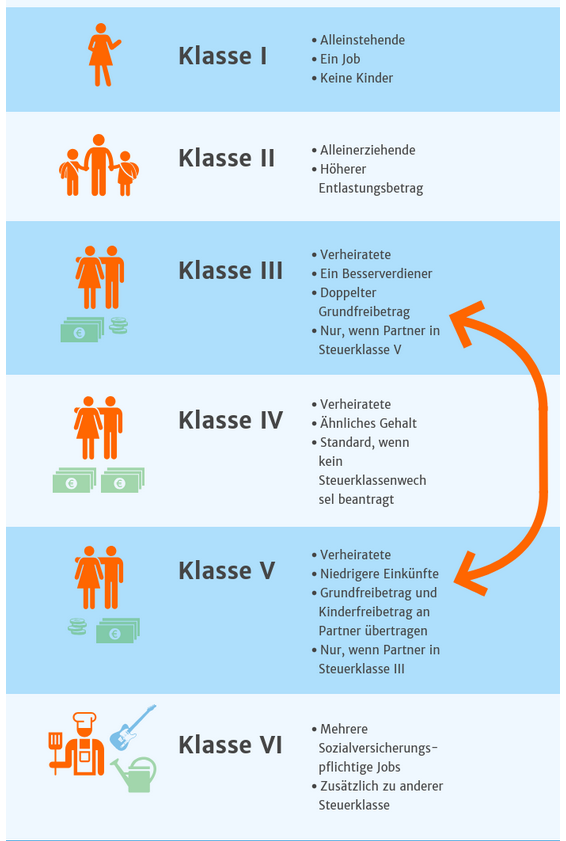 Klasse I
• Alleinstehende
• Ein Job
• Keine Kinder
Klasse II
• Alleinerziehende
• Höherer
Entlastungsbetrag
Klasse III
• Verheiratete
• Ein Besserverdiener
• Doppelter
Grundfreibetrag
• Nur, wenn Partner in
Steuerklasse V
€
Klasse IV
• Verheiratete
• Ähnliches Gehalt
• Standard, wenn
kein
Steuerklassenwech
sel beantragt
€ €
Klasse V
• Verheiratete
• Niedrigere Einkünfte
• Grundfreibetrag und
Kinderfreibetrag an
Partner übertragen
• Nur, wenn Partner in
Steuerklasse III
€
Klasse VI
• Mehrere
Sozialversicherungs-
pflichtige Jobs
• Zusätzlich zu anderer
Steuerklasse